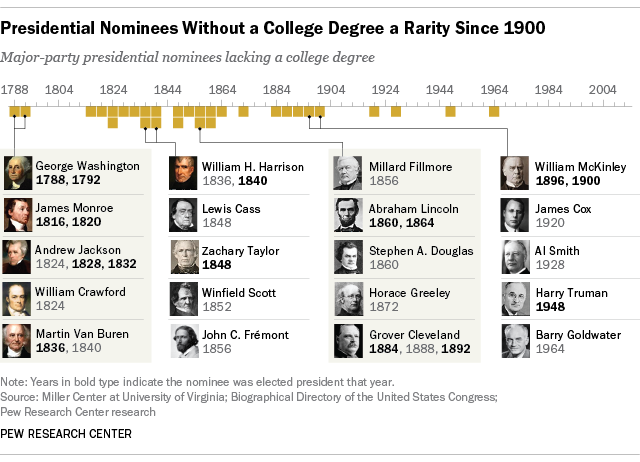 Presidential Nominees Without a College Degree a Rarity Since 1900
Major-party presidential nominees lacking a college degree
1788 1804 1824 1844 1864 1884 1904 1924 1944 1964 1984 2004
George Washington
1788, 1792
James Monroe
1816, 1820
Andrew Jackson
1824, 1828, 1832
William Crawford
1824
Martin Van Buren
1836, 1840
William H. Harrison
1836, 1840
Lewis Cass
1848
Zachary Taylor
1848
Winfield Scott
1852
John C. Frémont
1856
Millard Fillmore
1856
Abraham Lincoln
1860, 1864
Stephen A. Douglas
1860
Horace Greeley
1872
Grover Cleveland
1884, 1888, 1892
William McKinley
1896, 1900
James Cox
1920
Al Smith
1928
Harry Truman
1948
Barry Goldwater
1964
Note: Years in bold type indicate the nominee was elected president that year.
Source: Miller Center at University of Virginia; Biographical Directory of the United States Congress;
Pew Research Center research
PEW RESEARCH CENTER